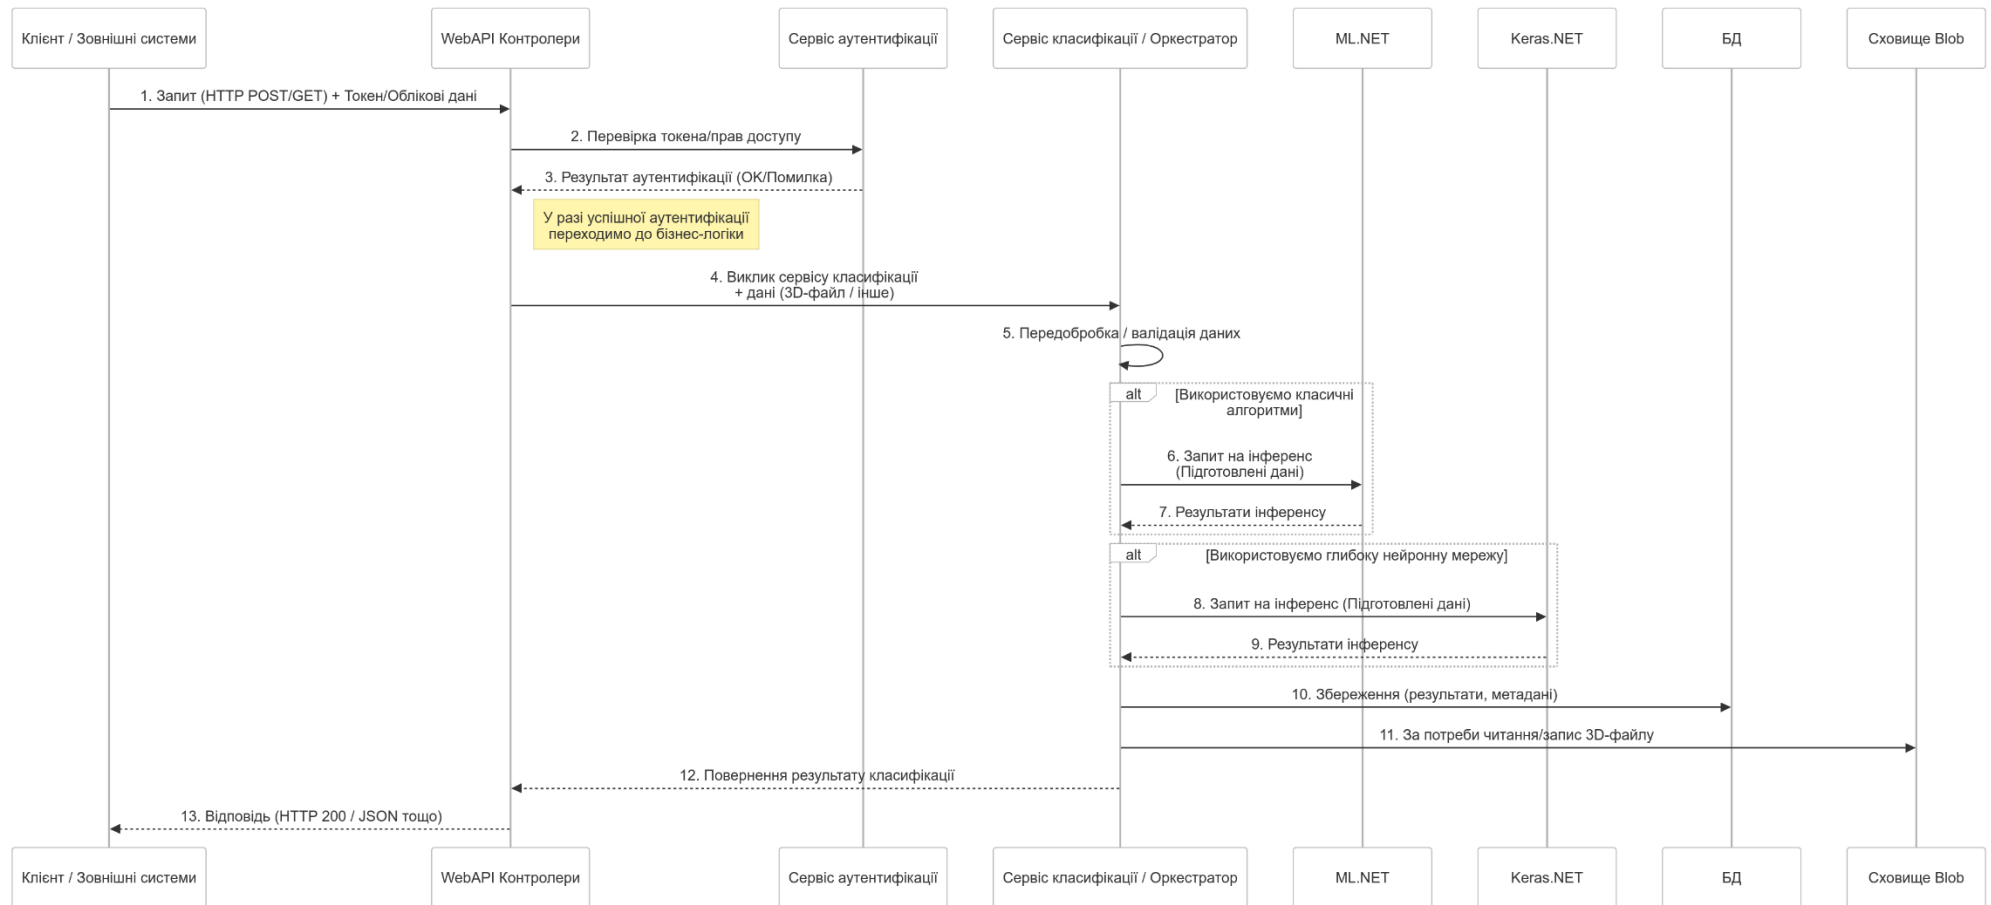 Клієнт / Зовнішні системи
WebAPI Контролери
Сервіс аутентифікації
Сервіс класифікації / Оркестратор
ML.NET
Keras.NET
БД
Сховище Blob
1. Запит (HTTP POST/GET) + Токен/Облікові дані
2. Перевірка токена/прав доступу
3. Результат аутентифікації (ОК/Помилка)
У разі успішної аутентифікації
переходимо до бізнес-логіки
4. Виклик сервісу класифікації
+ дані (3D-файл / інше)
5. Передобробка / валідація даних
alt
[Використовуємо класичні
алгоритми]
6. Запит на інференс
(Підготовлені дані)
7. Результати інференсу
alt
[Використовуємо глибоку нейронну мережу]
8. Запит на інференс (Підготовлені дані)
9. Результати інференсу
10. Збереження (результати, метадані)
11. За потреби читання/запис 3D-файлу
12. Повернення результату класифікації
13. Відповідь (HTTP 200 / JSON тощо)
Клієнт / Зовнішні системи
WebAPI Контролери
Сервіс аутентифікації
Сервіс класифікації / Оркестратор
ML.NET
Keras.NET
БД
Сховище Blob